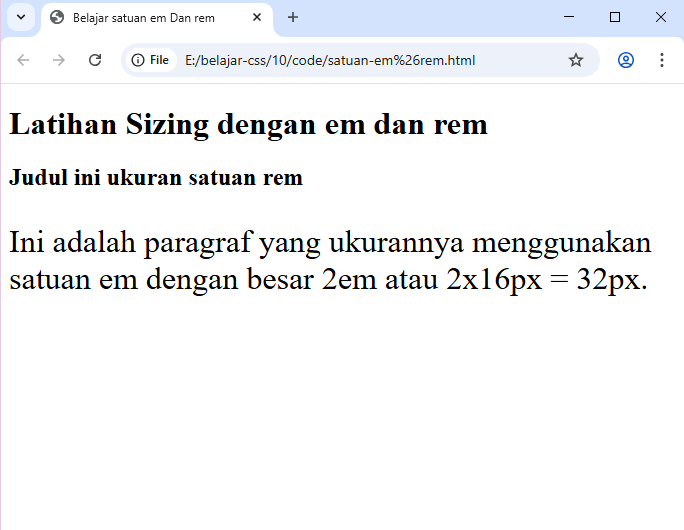 Belajar satuan em Dan rem
File E:/belajar-css/10/code/satuan-em%26rem.html
Latihan Sizing dengan em dan rem
Judul ini ukuran satuan rem
Ini adalah paragraf yang ukurannya menggunakan
satuan em dengan besar 2em atau 2x16px = 32px.